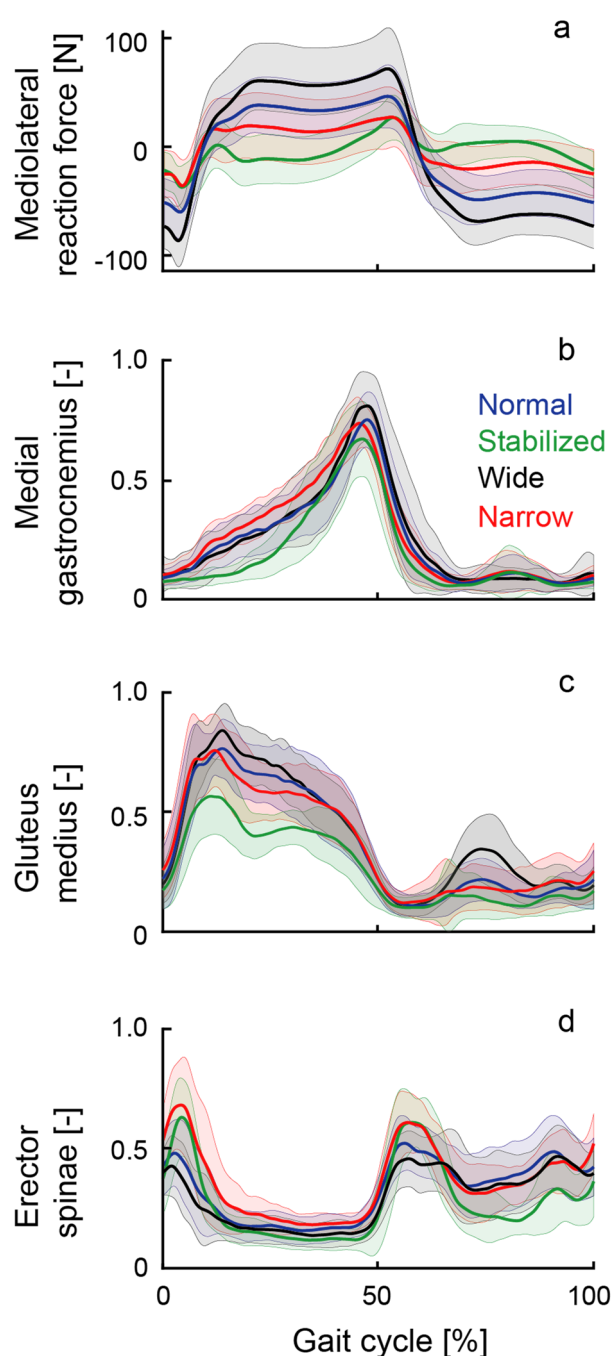 a
Mediolateral
reaction force [N]
100
0
-100
b
Medial
gastrocnemius [-]
1.0
0.5
0
Normal
Stabilized
Wide
Narrow
c
Gluteus
medius [-]
1.0
0.5
0
d
Erector
spinae [-]
1.0
0.5
0
0
50
100
Gait cycle [%]